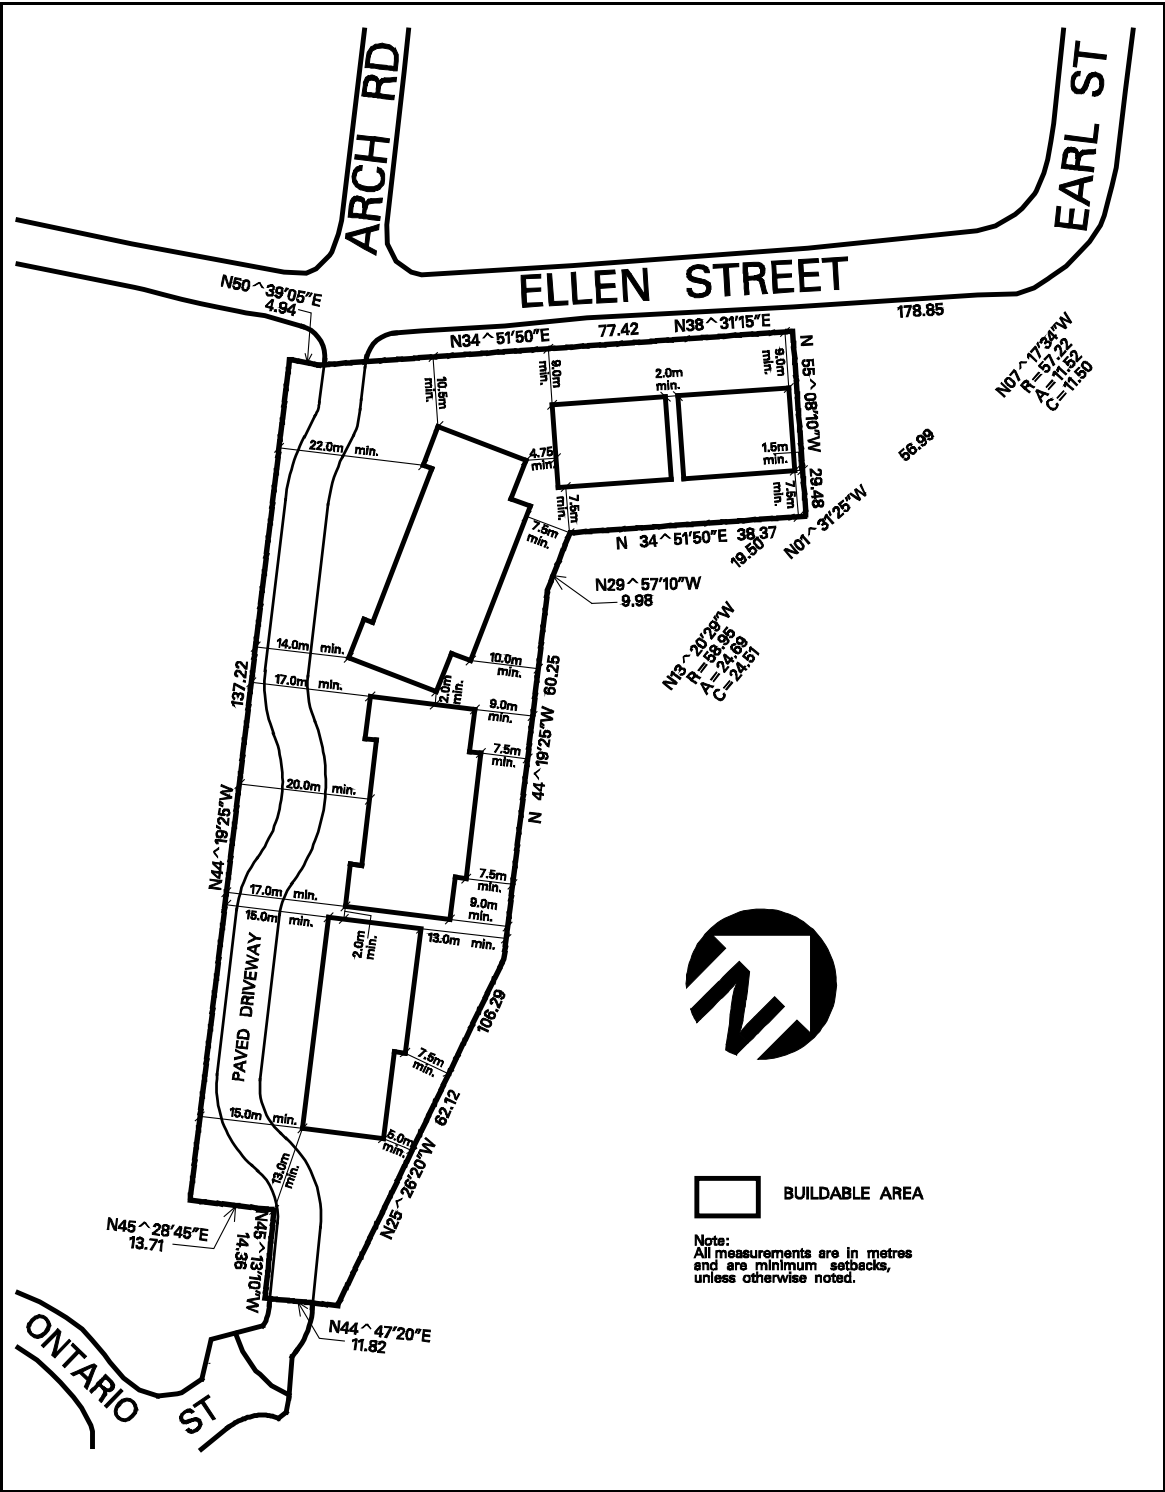 ARCH RD
EARL ST
ELLEN STREET
N50^39'05"E
4.94
N34^51'50"E
77.42
N38^31'15"E
178.85
N07^17'34"W
R=57.22
A=11.52
C=11.50
N 55^08'10"W 29.48
10.5m
min.
9.0m
min.
2.0m
min.
9.0m
min.
22.0m min.
4.75
min.
1.5m
min.
56.99
7.5m
min.
7.5m
min.
7.5m
min.
N 34^51'50"E 38.37
19.50
N01^31'25"W
N29^57'10"W
9.98
N13^20'29"W
R=58.95
A=24.69
C=24.51
14.0m min.
10.0m
min.
137.22
17.0m min.
2.0m
min.
9.0m
min.
N 44^19'25"W 60.25
7.5m
min.
20.0m min.
N44^19'25"W
7.5m
min.
17.0m min.
9.0m
min.
15.0m min.
2.0m
min.
13.0m min.
PAVED DRIVEWAY
106.29
7.5m
min.
15.0m min.
5.0m
min.
N25^26'20"W 62.12
13.0m
min.
N45^28'45"E
13.71
N45^13'10"W
14.36
N44^47'20"E
11.82
ONTARIO ST
N
BUILDABLE AREA
Note:
All measurements are in metres
and are minimum setbacks,
unless otherwise noted.